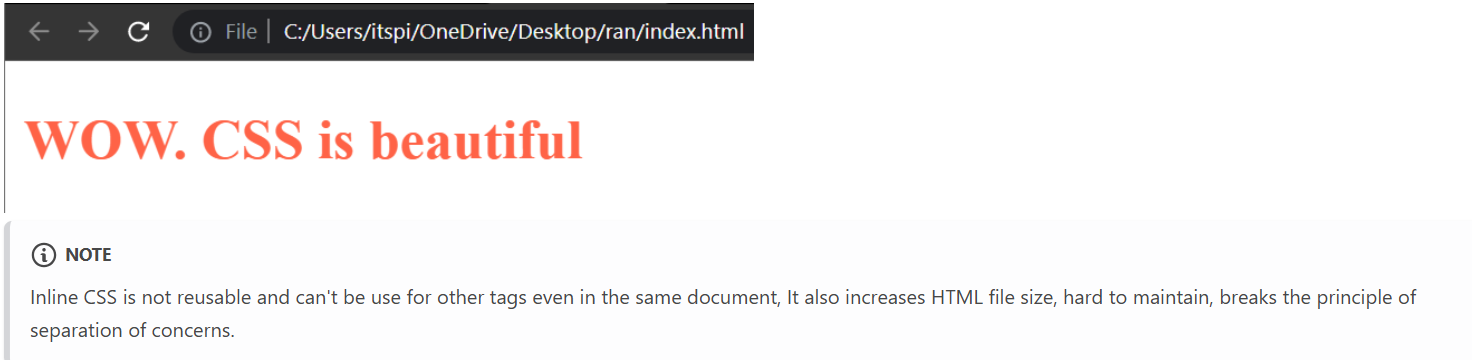 File | C:/Users/itspi/OneDrive/Desktop/ran/index.html
WOW. CSS is beautiful
NOTE
Inline CSS is not reusable and can't be use for other tags even in the same document, It also increases HTML file size, hard to maintain, breaks the principle of
separation of concerns.